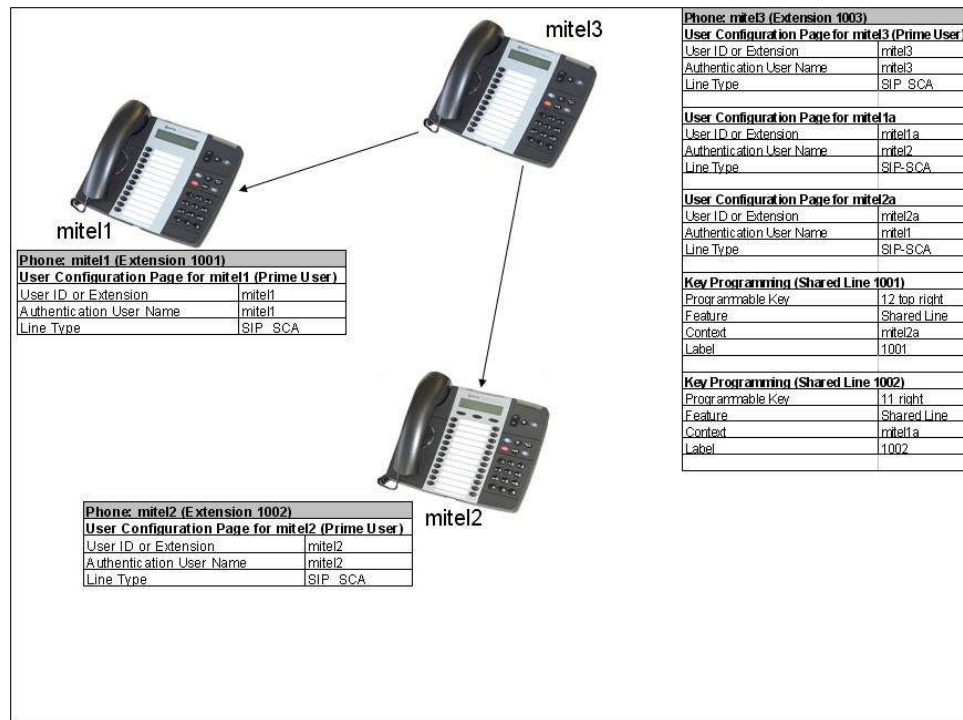 mitel3
mitel1
Phone: mitel1 (Extension 1001)
User Configuration Page for mitel1 (Prime User)
User ID or Extension mitel1
Authentication User Name mitel1
Line Type SIP SCA
mitel2
Phone: mitel2 (Extension 1002)
User Configuration Page for mitel2 (Prime User)
User ID or Extension mitel2
Authentication User Name mitel2
Line Type SIP SCA
Phone: mitel3 (Extension 1003)
User Configuration Page for mitel3 (Prime User)
User ID or Extension mitel3
Authentication User Name mitel3
Line Type SIP SCA
User Configuration Page for mitel1a
User ID or Extension mitel1a
Authentication User Name mitel2
Line Type SIP-SCA
User Configuration Page for mitel2a
User ID or Extension mitel2a
Authentication User Name mitel1
Line Type SIP-SCA
Key Programming (Shared Line 1001)
Programmable Key 12 top right
Feature Shared Line
Context mitel2a
Label 1001
Key Programming (Shared Line 1002)
Programmable Key 11 right
Feature Shared Line
Context mitel1a
Label 1002